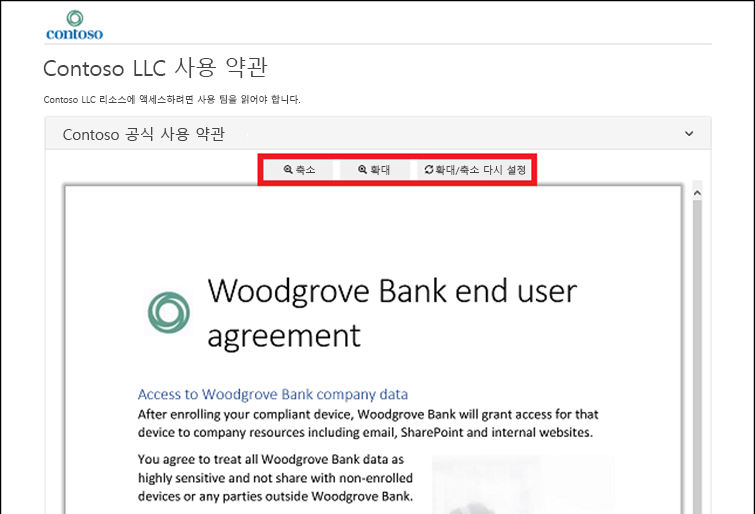 contoso
Contoso LLC 사용 약관
Contoso LLC 리소스에 액세스하려면 사용 팀을 읽어야 합니다.
Contoso 공식 사용 약관
축소 확대 확대/축소 다시 설정
Woodgrove Bank end user
agreement
Access to Woodgrove Bank company data
After enrolling your compliant device, Woodgrove Bank will grant access for that
device to company resources including email, SharePoint and internal websites.
You agree to treat all Woodgrove Bank data as
highly sensitive and not share with non-enrolled
devices or any parties outside Woodgrove Bank.